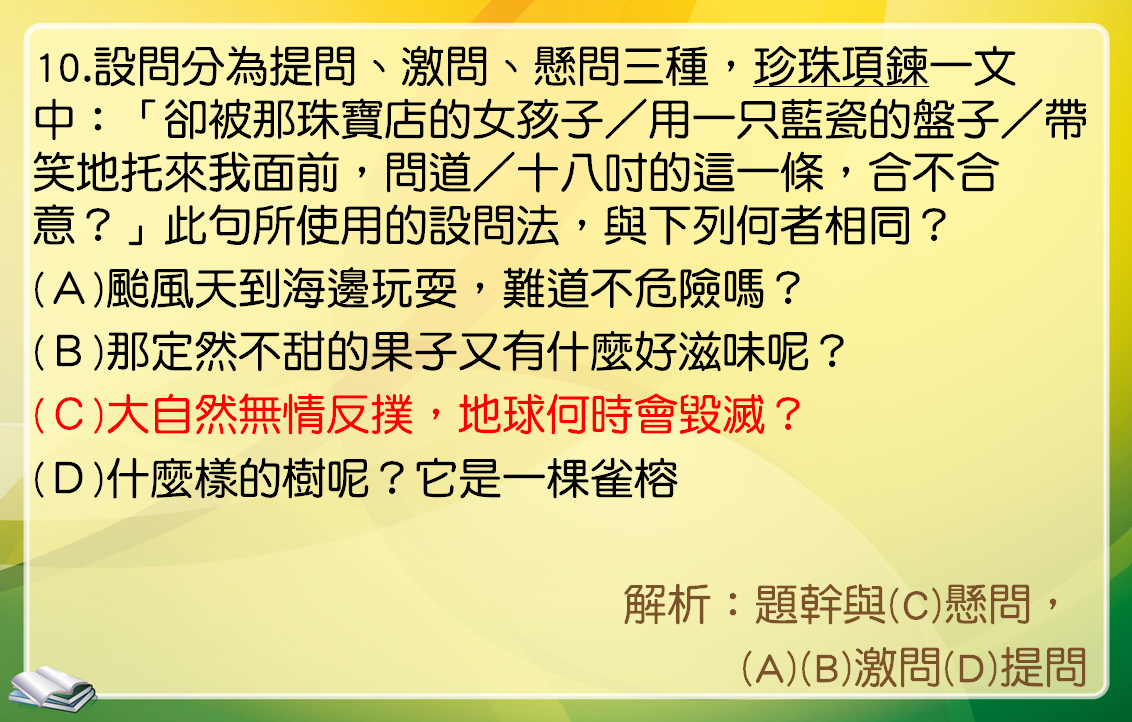 10.設問分為提問、激問、懸問三種，珍珠項鍊一文
中：「卻被那珠寶店的女孩子／用一只藍瓷的盤子／帶
笑地托來我面前，問道／十八吋的這一條，合不合
意？」此句所使用的設問法，與下列何者相同？
(Ａ)颱風天到海邊玩耍，難道不危險嗎？
(Ｂ)那定然不甜的果子又有什麼好滋味呢？
(Ｃ)大自然無情反撲，地球何時會毀滅？
(Ｄ)什麼樣的樹呢？它是一棵雀榕
解析：題幹與(C)懸問，
(A)(B)激問(D)提問